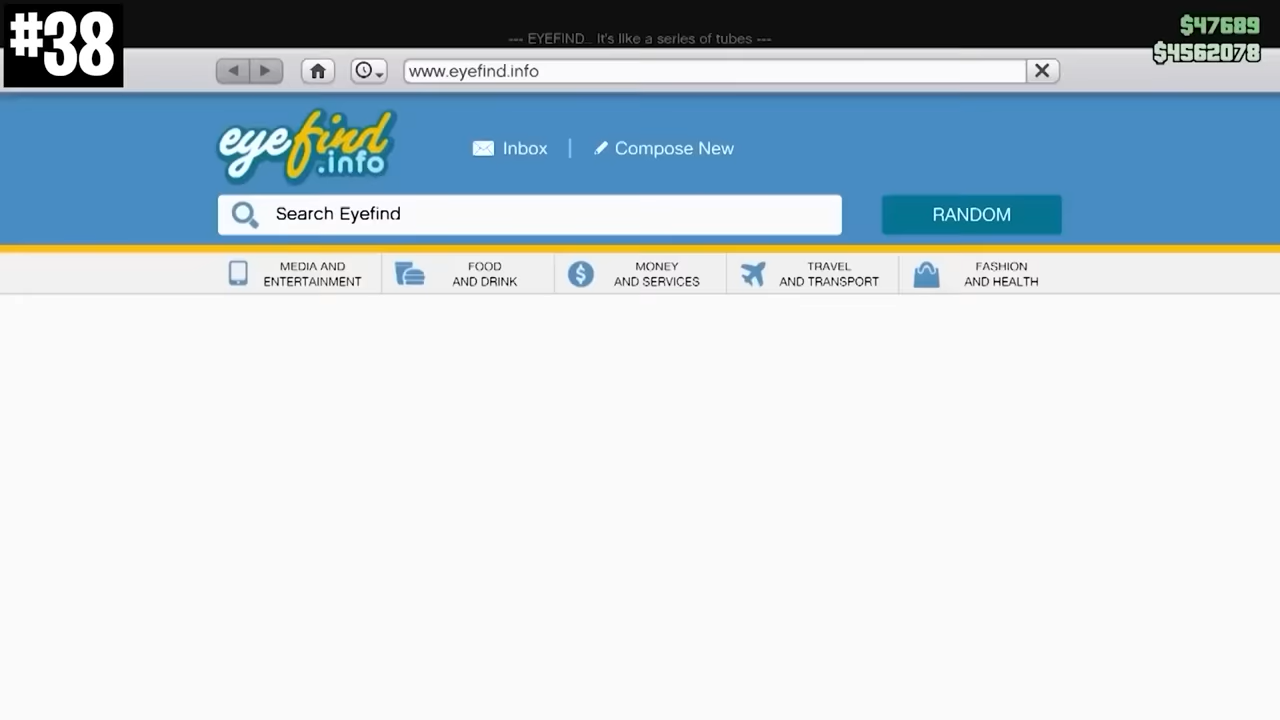 #38
$47689
$4562078
--- EYEFIND... It's like a series of tubes ---
www.eyefind.info
eyefind
.info
Inbox
Compose New
Search Eyefind
RANDOM
MEDIA AND
ENTERTAINMENT
FOOD
AND DRINK
MONEY
AND SERVICES
TRAVEL
AND TRANSPORT
FASHION
AND HEALTH